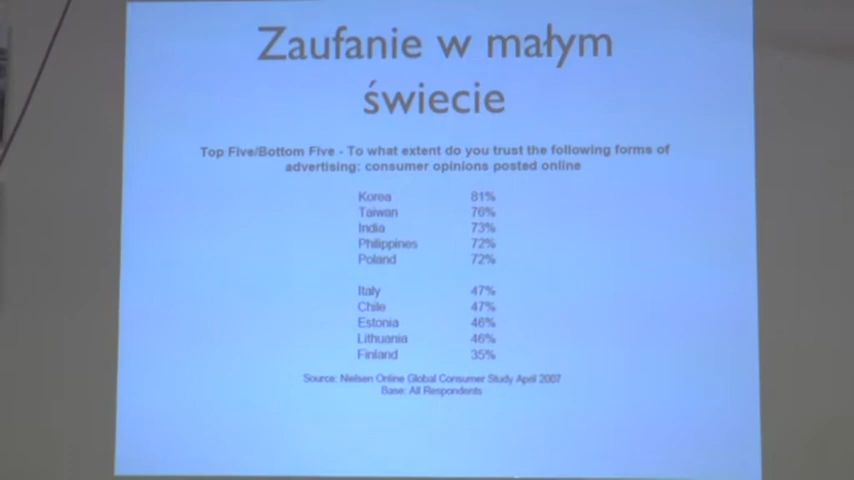 Zaufanie w małym
świecie
Top Five/Bottom Five - To what extent do you trust the following forms of
advertising: consumer opinions posted online
Korea 81%
Taiwan 76%
India 73%
Philippines 72%
Poland 72%
Italy 47%
Chile 47%
Estonia 46%
Lithuania 46%
Finland 35%
Source: Nielsen Online Global Consumer Study April 2007
Base: All Respondents